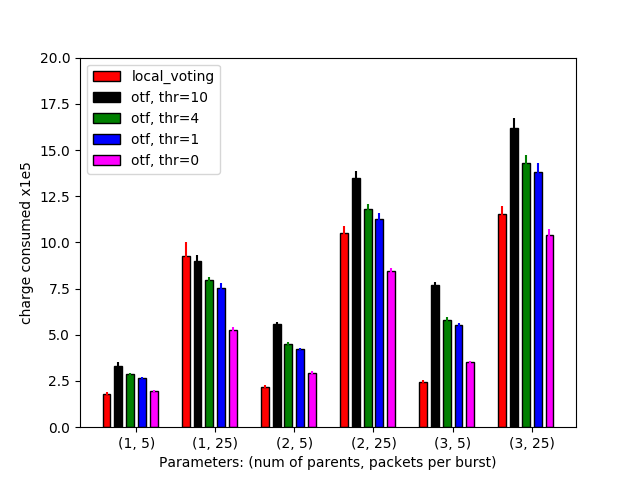 20.0
17.5
15.0
12.5
10.0
7.5
5.0
2.5
0.0
charge consumed x1e5
local_voting
otf, thr=10
otf, thr=4
otf, thr=1
otf, thr=0
(1, 5) (1, 25) (2, 5) (2, 25) (3, 5) (3, 25)
Parameters: (num of parents, packets per burst)